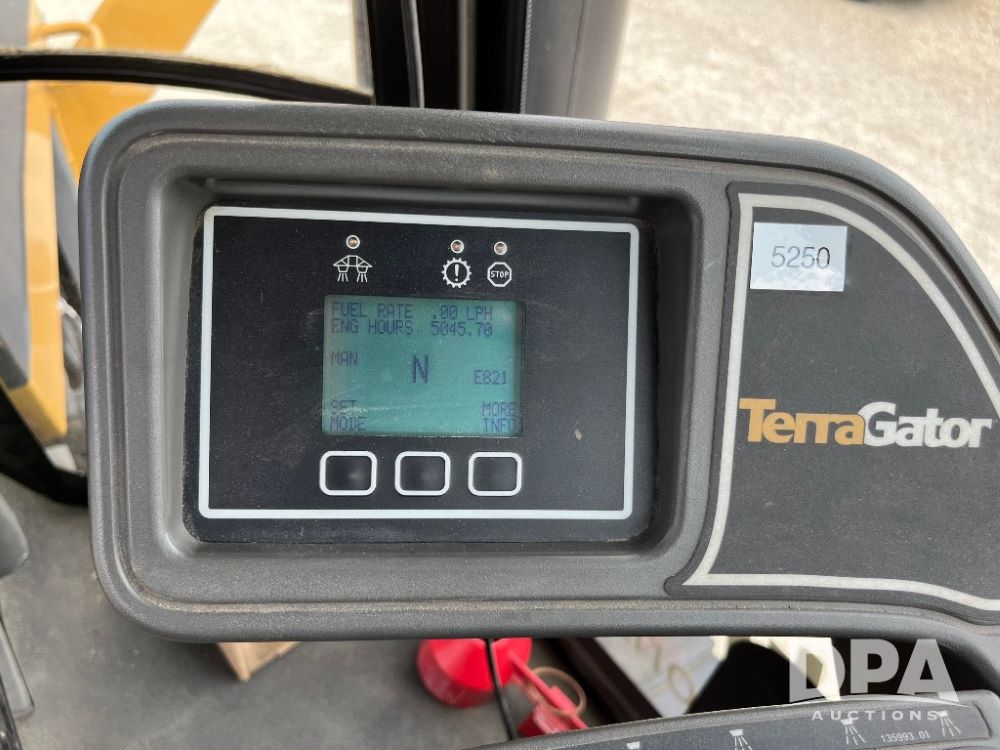 STOP
FUEL RATE .00 LPH
ENG HOURS 5045.70
MAN
N
E821
SET MODE
MORE INFO
5250
TerraGator
DPA
AUCTIONS
135993.01